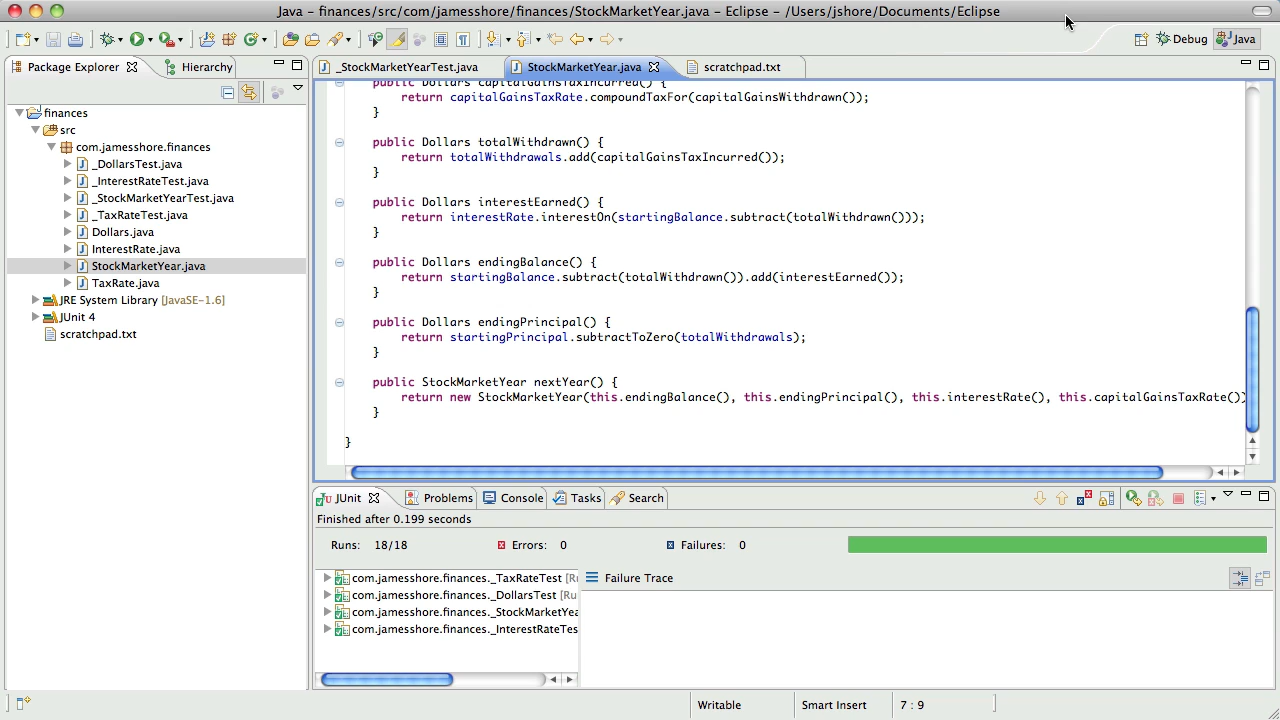 Java – finances/src/com/jamesshore/finances/StockMarketYear.java – Eclipse – /Users/jshore/Documents/Eclipse
Debug
Java
Package Explorer
Hierarchy
_StockMarketYearTest.java
StockMarketYear.java
scratchpad.txt
finances
src
com.jamesshore.finances
_DollarsTest.java
_InterestRateTest.java
_StockMarketYearTest.java
_TaxRateTest.java
Dollars.java
InterestRate.java
StockMarketYear.java
TaxRate.java
JRE System Library [JavaSE-1.6]
JUnit 4
scratchpad.txt
public Dollars capitalGainsTaxIncurred() {
return capitalGainsTaxRate.compoundTaxFor(capitalGainsWithdrawn());
}
public Dollars totalWithdrawn() {
return totalWithdrawals.add(capitalGainsTaxIncurred());
}
public Dollars interestEarned() {
return interestRate.interestOn(startingBalance.subtract(totalWithdrawn()));
}
public Dollars endingBalance() {
return startingBalance.subtract(totalWithdrawn()).add(interestEarned());
}
public Dollars endingPrincipal() {
return startingPrincipal.subtractToZero(totalWithdrawals);
}
public StockMarketYear nextYear() {
return new StockMarketYear(this.endingBalance(), this.endingPrincipal(), this.interestRate(), this.capitalGainsTaxRate())
}
}
JUnit
Problems
Console
Tasks
Search
Finished after 0.199 seconds
Runs: 18/18
Errors: 0
Failures: 0
com.jamesshore.finances._TaxRateTest [Ru
com.jamesshore.finances._DollarsTest [Ru
com.jamesshore.finances._StockMarketYea
com.jamesshore.finances._InterestRateTes
Failure Trace
Writable
Smart Insert
7 : 9